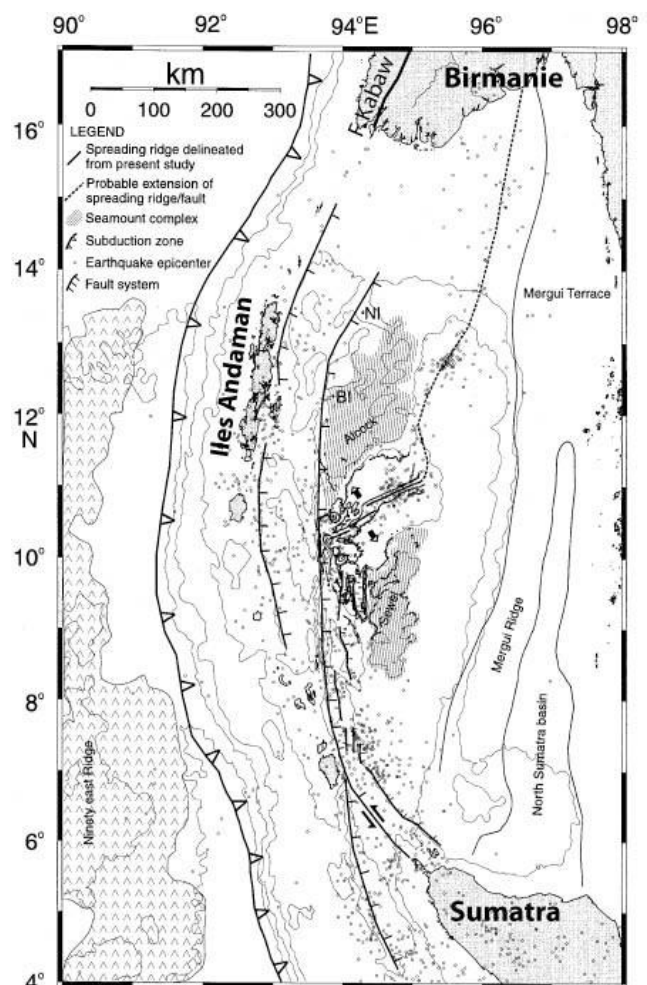 90°
92°
94°E
96°
98°
km
0 100 200 300
LEGEND
Spreading ridge delineated
from present study
Probable extension of
spreading ridge/fault
Seamount complex
Subduction zone
Earthquake epicenter
Fault system
F. Kabaw
Birmanie
16°
14°
12°
N
10°
8°
6°
4°
Iles Andaman
NI
BI
Alcock
Sewel
Mergui Terrace
Mergui Ridge
North Sumatra basin
Ninety east Ridge
Sumatra